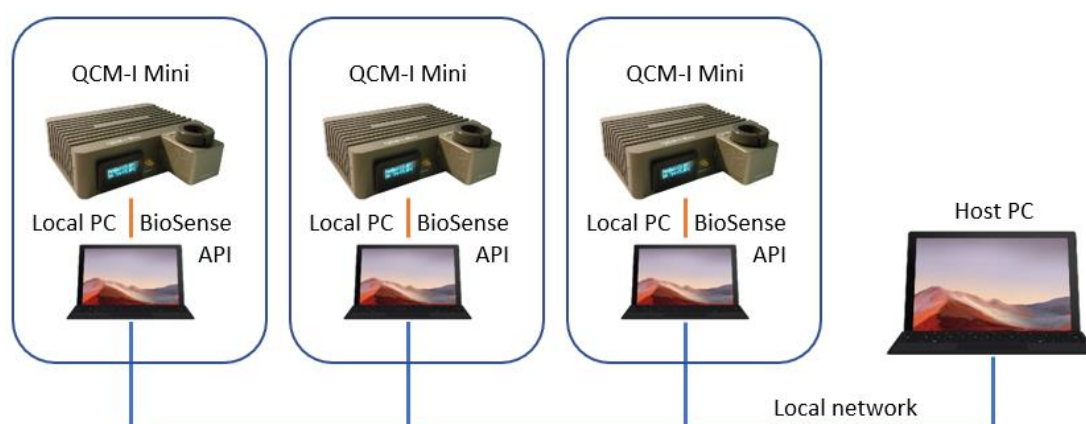 QCM-I Mini
Local PC BioSense
API
QCM-I Mini
Local PC BioSense
API
QCM-I Mini
Local PC BioSense
API
Host PC
Local network